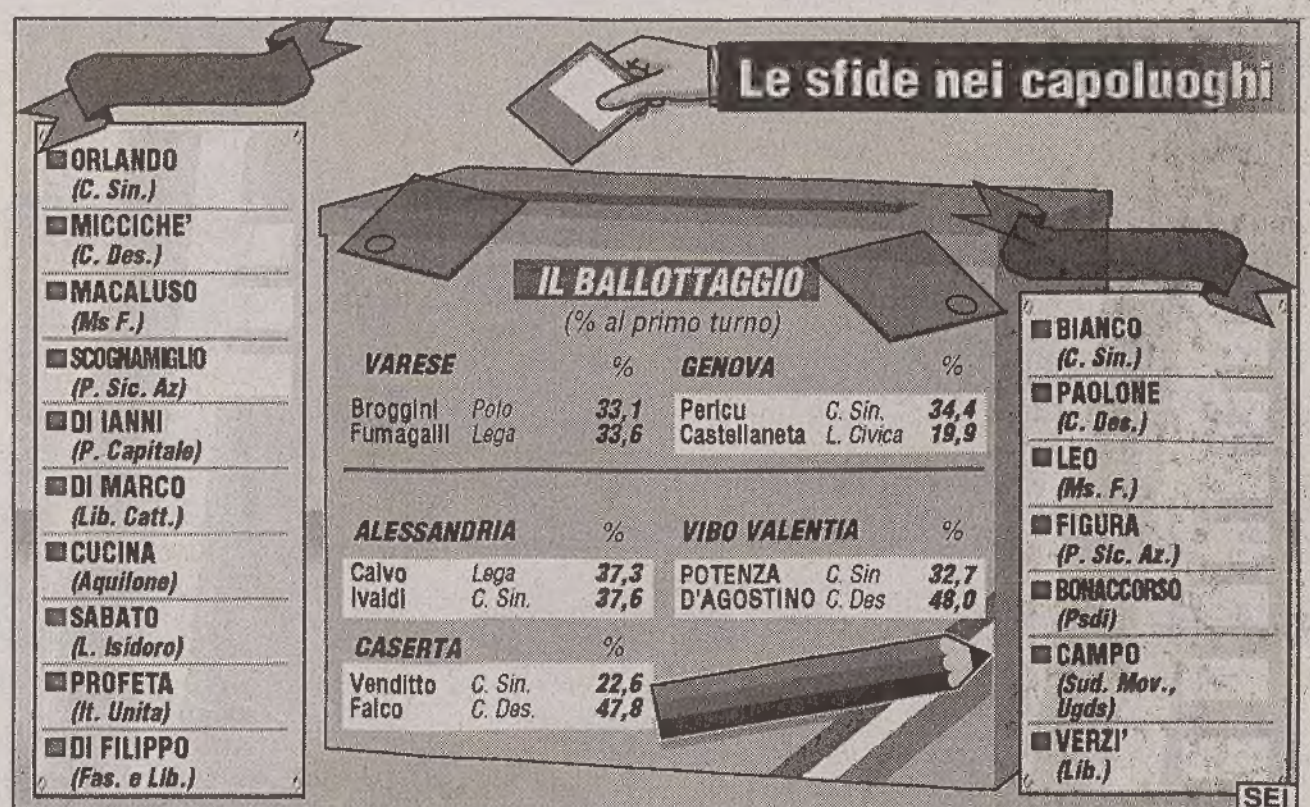 Le sfide nei capoluoghi
ORLANDO
(C. Sin.)
MICCICHE'
(C. Des.)
MACALUSO
(Ms F.)
SCOGNAMIGLIO
(P. Sic. Az)
DI IANNI
(P. Capitale)
DI MARCO
(Lib. Catt.)
CUCINA
(Aquilone)
SABATO
(L. Isidoro)
PROFETA
(It. Unita)
DI FILIPPO
(Fas. e Lib.)
IL BALLOTTAGGIO
(% al primo turno)
VARESE %
Broggini Polo 33,1
Fumagalli Lega 33,6
GENOVA %
Pericu C. Sin. 34,4
Castellaneta L. Civica 19,9
ALESSANDRIA %
Calvo Lega 37,3
Ivaldi C. Sin. 37,6
VIBO VALENTIA %
POTENZA C. Sin 32,7
D'AGOSTINO C. Des 48,0
CASERTA %
Venditto C. Sin. 22,6
Falco C. Des. 47,8
BIANCO
(C. Sin.)
PAOLONE
(C. Des.)
LEO
(Ms. F.)
FIGURA
(P. Sic. Az.)
BONACCORSO
(Psdi)
CAMPO
(Sud. Mov.,
Ugds)
VERZI'
(Lib.)
SEI